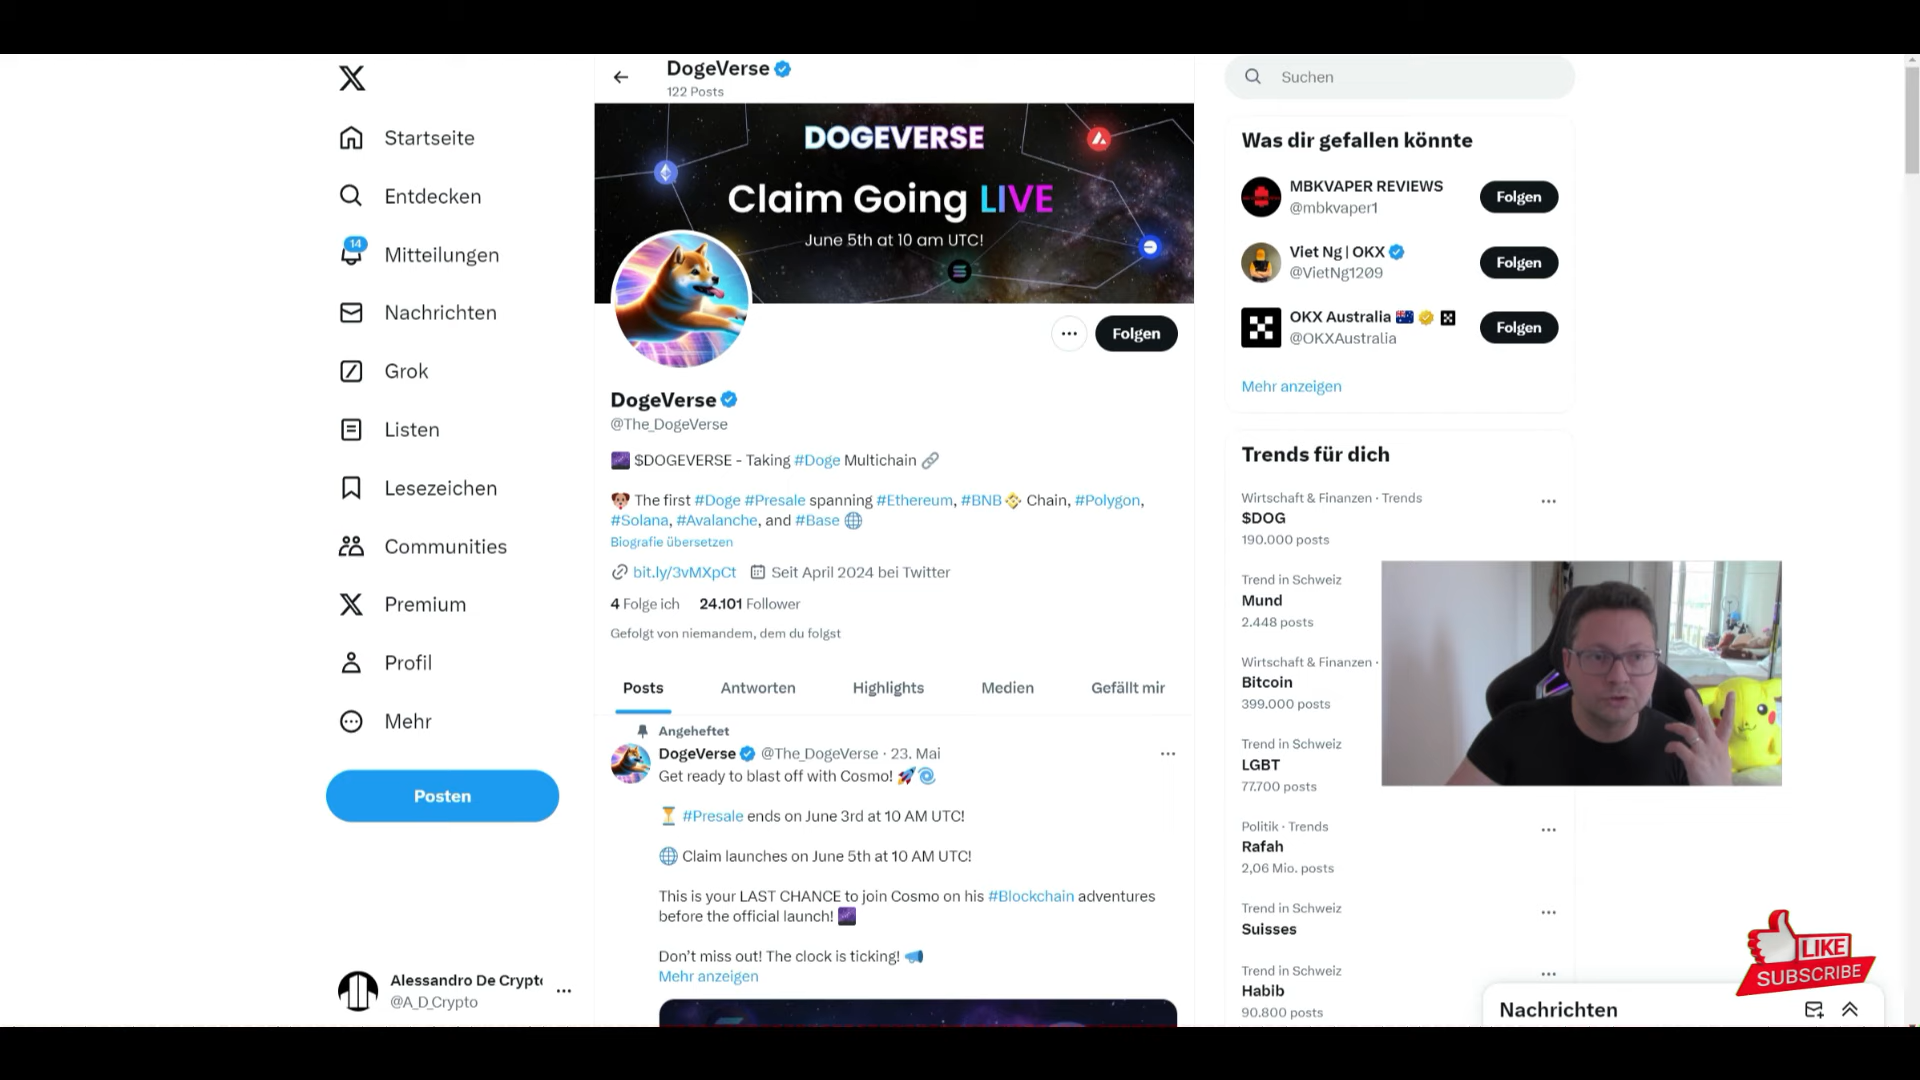 Startseite
Entdecken
14
Mitteilungen
Nachrichten
Grok
Listen
Lesezeichen
Communities
Premium
Profil
Mehr
Posten
Alessandro De Crypt
@A_D_Crypto
DogeVerse
122 Posts
DOGEVERSE
Claim Going LIVE
June 5th at 10 am UTC!
Folgen
DogeVerse
@The_DogeVerse
$DOGEVERSE - Taking #Doge Multichain 🔗
The first #Doge #Presale spanning #Ethereum, #BNB Chain, #Polygon,
#Solana, #Avalanche, and #Base 🌐
Biografie übersetzen
bit.ly/3vMXpCt Seit April 2024 bei Twitter
4 Folge ich 24.101 Follower
Gefolgt von niemandem, dem du folgst
Posts Antworten Highlights Medien Gefällt mir
Angeheftet
DogeVerse @The_DogeVerse · 23. Mai
Get ready to blast off with Cosmo! 🚀🌀
⏳ #Presale ends on June 3rd at 10 AM UTC!
🌐 Claim launches on June 5th at 10 AM UTC!
This is your LAST CHANCE to join Cosmo on his #Blockchain adventures
before the official launch! 🌌
Don't miss out! The clock is ticking! 📣
Mehr anzeigen
Suchen
Was dir gefallen könnte
MBKVAPER REVIEWS
@mbkvaper1
Folgen
Viet Ng | OKX
@VietNg1209
Folgen
OKX Australia 🇦🇺
@OKXAustralia
Folgen
Mehr anzeigen
Trends für dich
Wirtschaft & Finanzen · Trends
$DOG
190.000 posts
Trend in Schweiz
Mund
2.448 posts
Wirtschaft & Finanzen ·
Bitcoin
399.000 posts
Trend in Schweiz
LGBT
77.700 posts
Politik · Trends
Rafah
2,06 Mio. posts
Trend in Schweiz
Suisses
Trend in Schweiz
Habib
90.800 posts
LIKE
SUBSCRIBE
Nachrichten